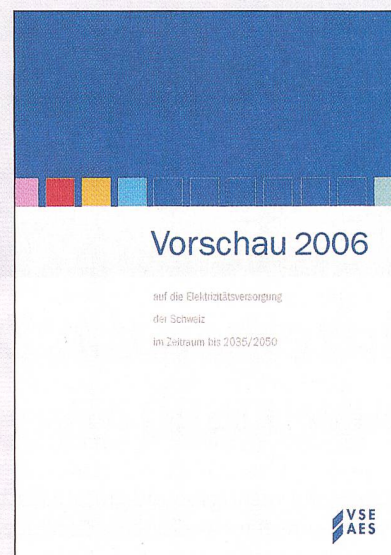 Vorschau 2006
auf die Elektrizitätsversorgung
der Schweiz
im Zeitraum bis 2035/2050
VSE
AES